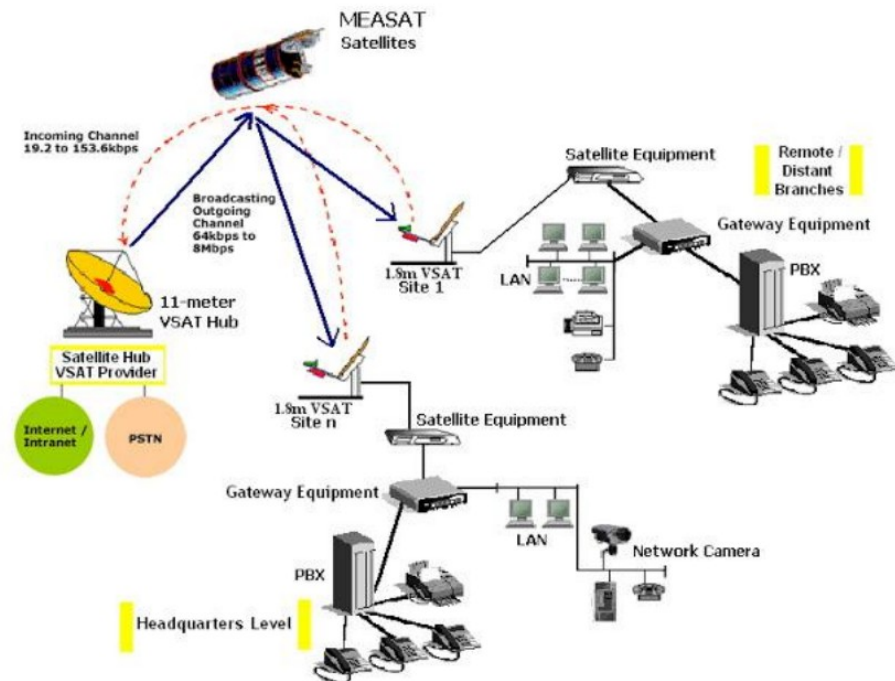 MEASAT
Satellites
Incoming Channel
19.2 to 153.6kbps
Broadcasting
Outgoing
Channel
64kbps to
8Mbps
11-meter
VSAT Hub
Satellite Hub
VSAT Provider
Internet /
Intranet
PSTN
1.8m VSAT
Site 1
Satellite Equipment
Remote /
Distant
Branches
Gateway Equipment
LAN
PBX
1.8m VSAT
Site n
Satellite Equipment
Gateway Equipment
LAN
Network Camera
PBX
Headquarters Level